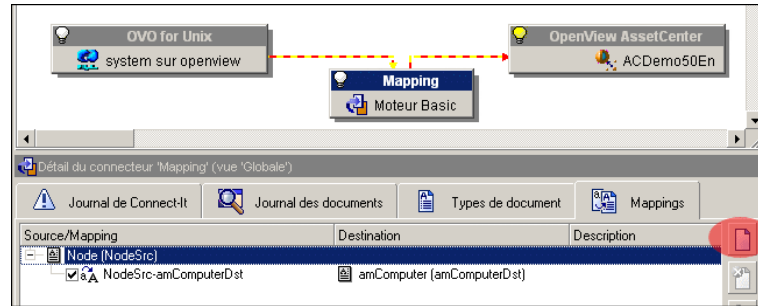 OVO for Unix
system sur openview
OpenView AssetCenter
ACDemo50En
Mapping
Moteur Basic
Détail du connecteur 'Mapping' (vue 'Globale')
Journal de Connect-It
Journal des documents
Types de document
Mappings
Source/Mapping Destination Description
Node (NodeSrc)
NodeSrc-amComputerDst amComputer (amComputerDst)